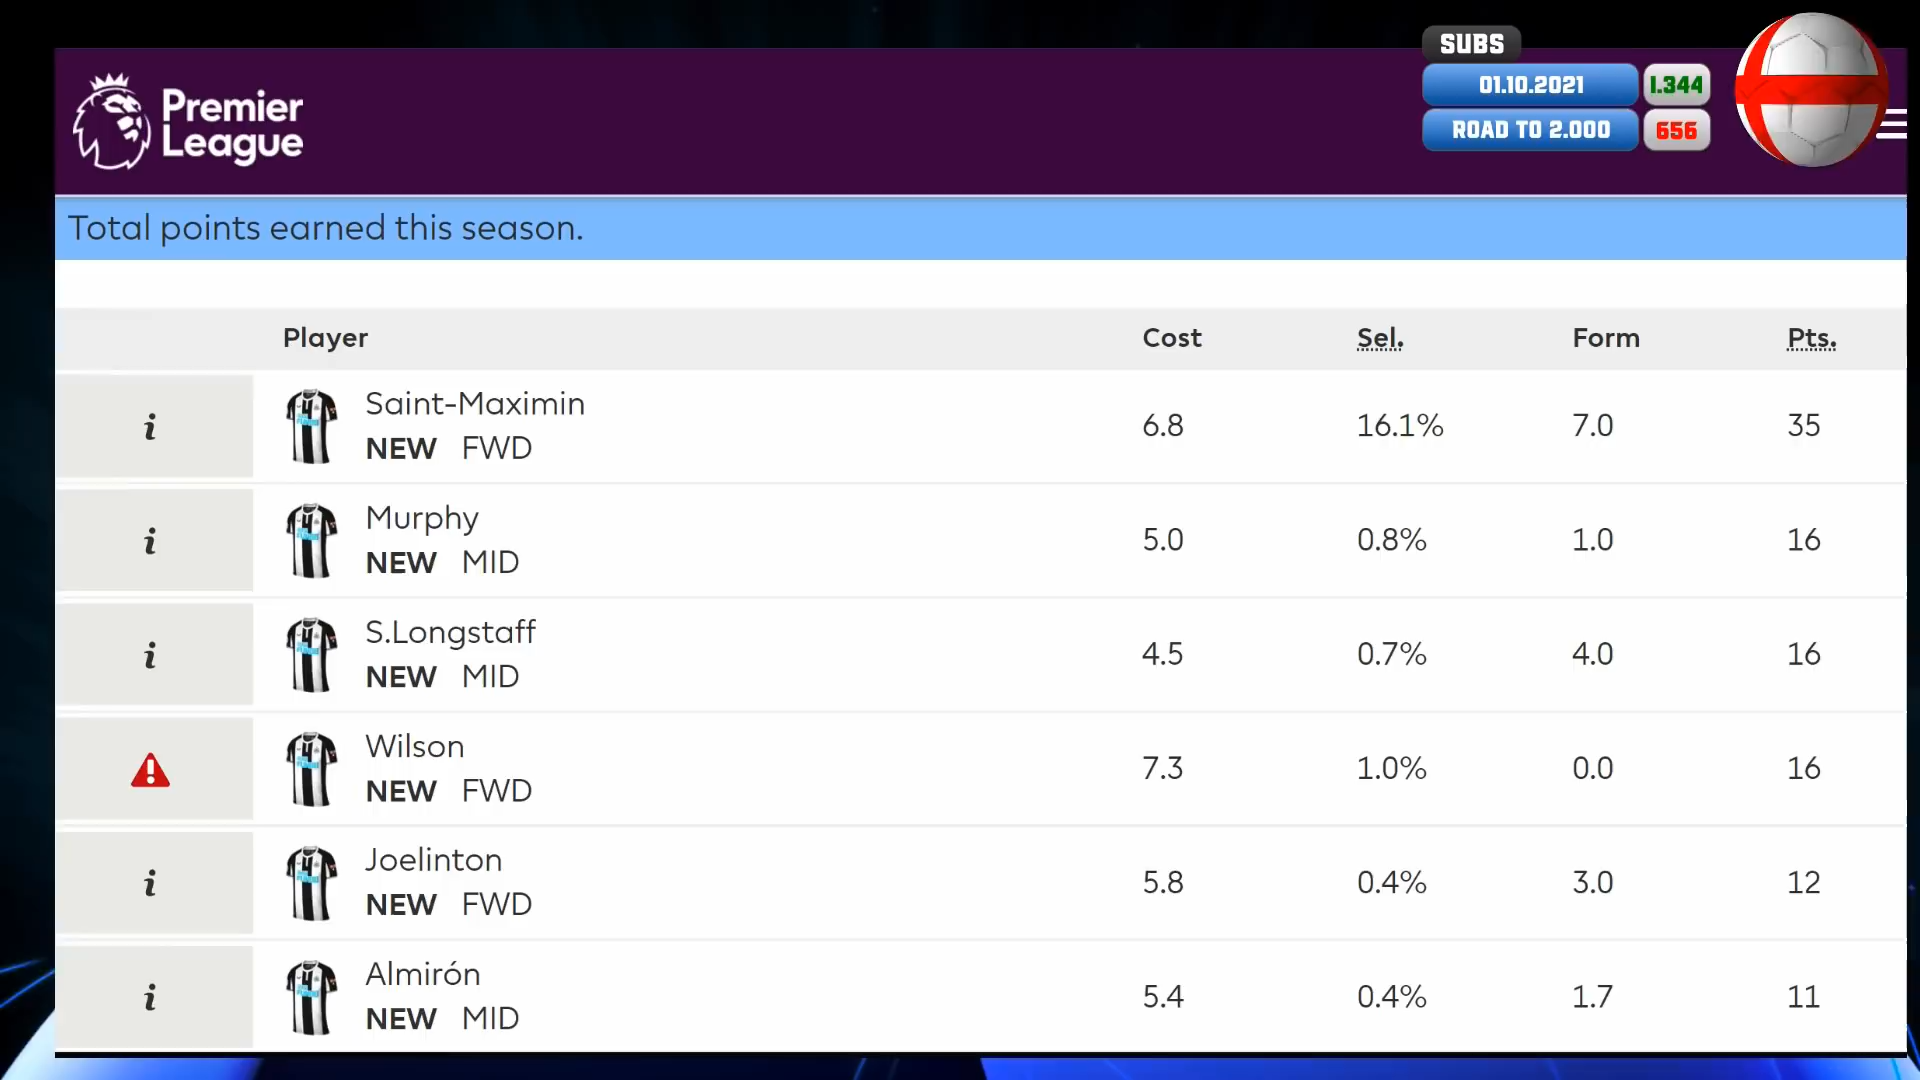 SUBS
01.10.2021 1.344
ROAD TO 2.000 656
Premier
League
Total points earned this season.
Player Cost Sel. Form Pts.
Saint-Maximin
NEW FWD
6.8 16.1% 7.0 35
Murphy
NEW MID
5.0 0.8% 1.0 16
S.Longstaff
NEW MID
4.5 0.7% 4.0 16
Wilson
NEW FWD
7.3 1.0% 0.0 16
Joelinton
NEW FWD
5.8 0.4% 3.0 12
Almirón
NEW MID
5.4 0.4% 1.7 11